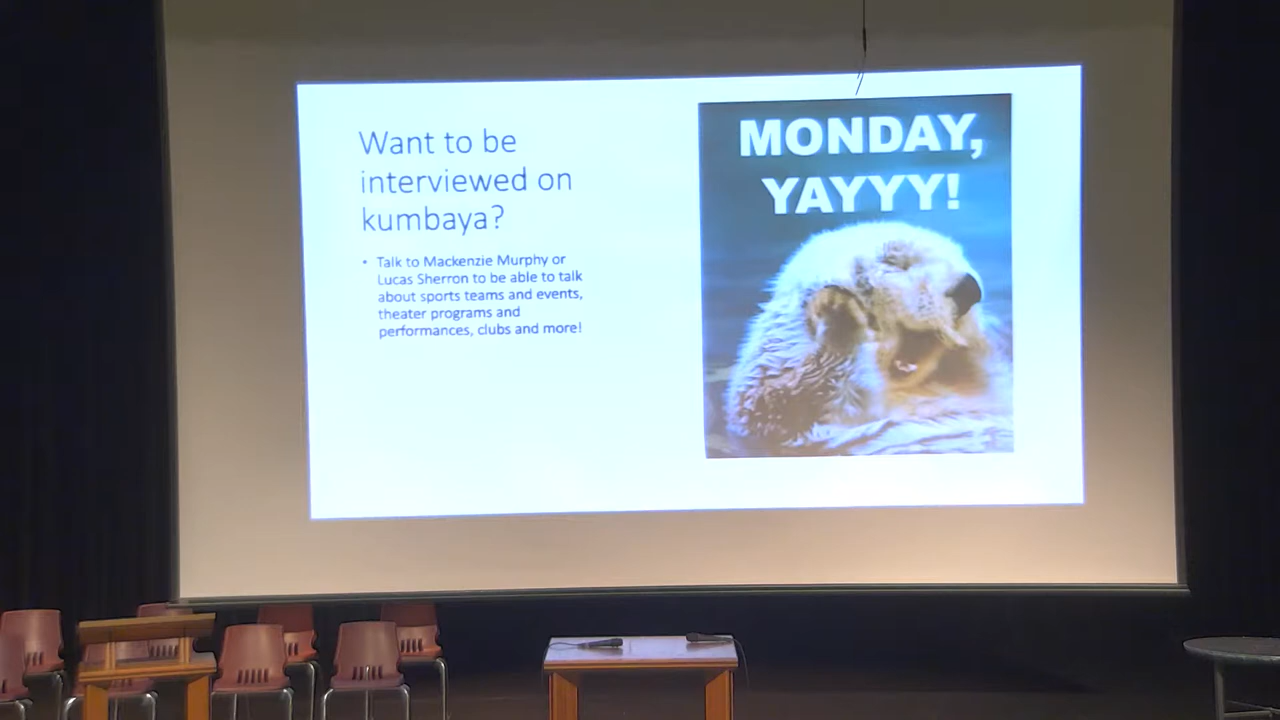 Want to be
interviewed on
kumbaya?
• Talk to Mackenzie Murphy or
Lucas Sherron to be able to talk
about sports teams and events,
theater programs and
performances, clubs and more!
MONDAY,
YAYYY!